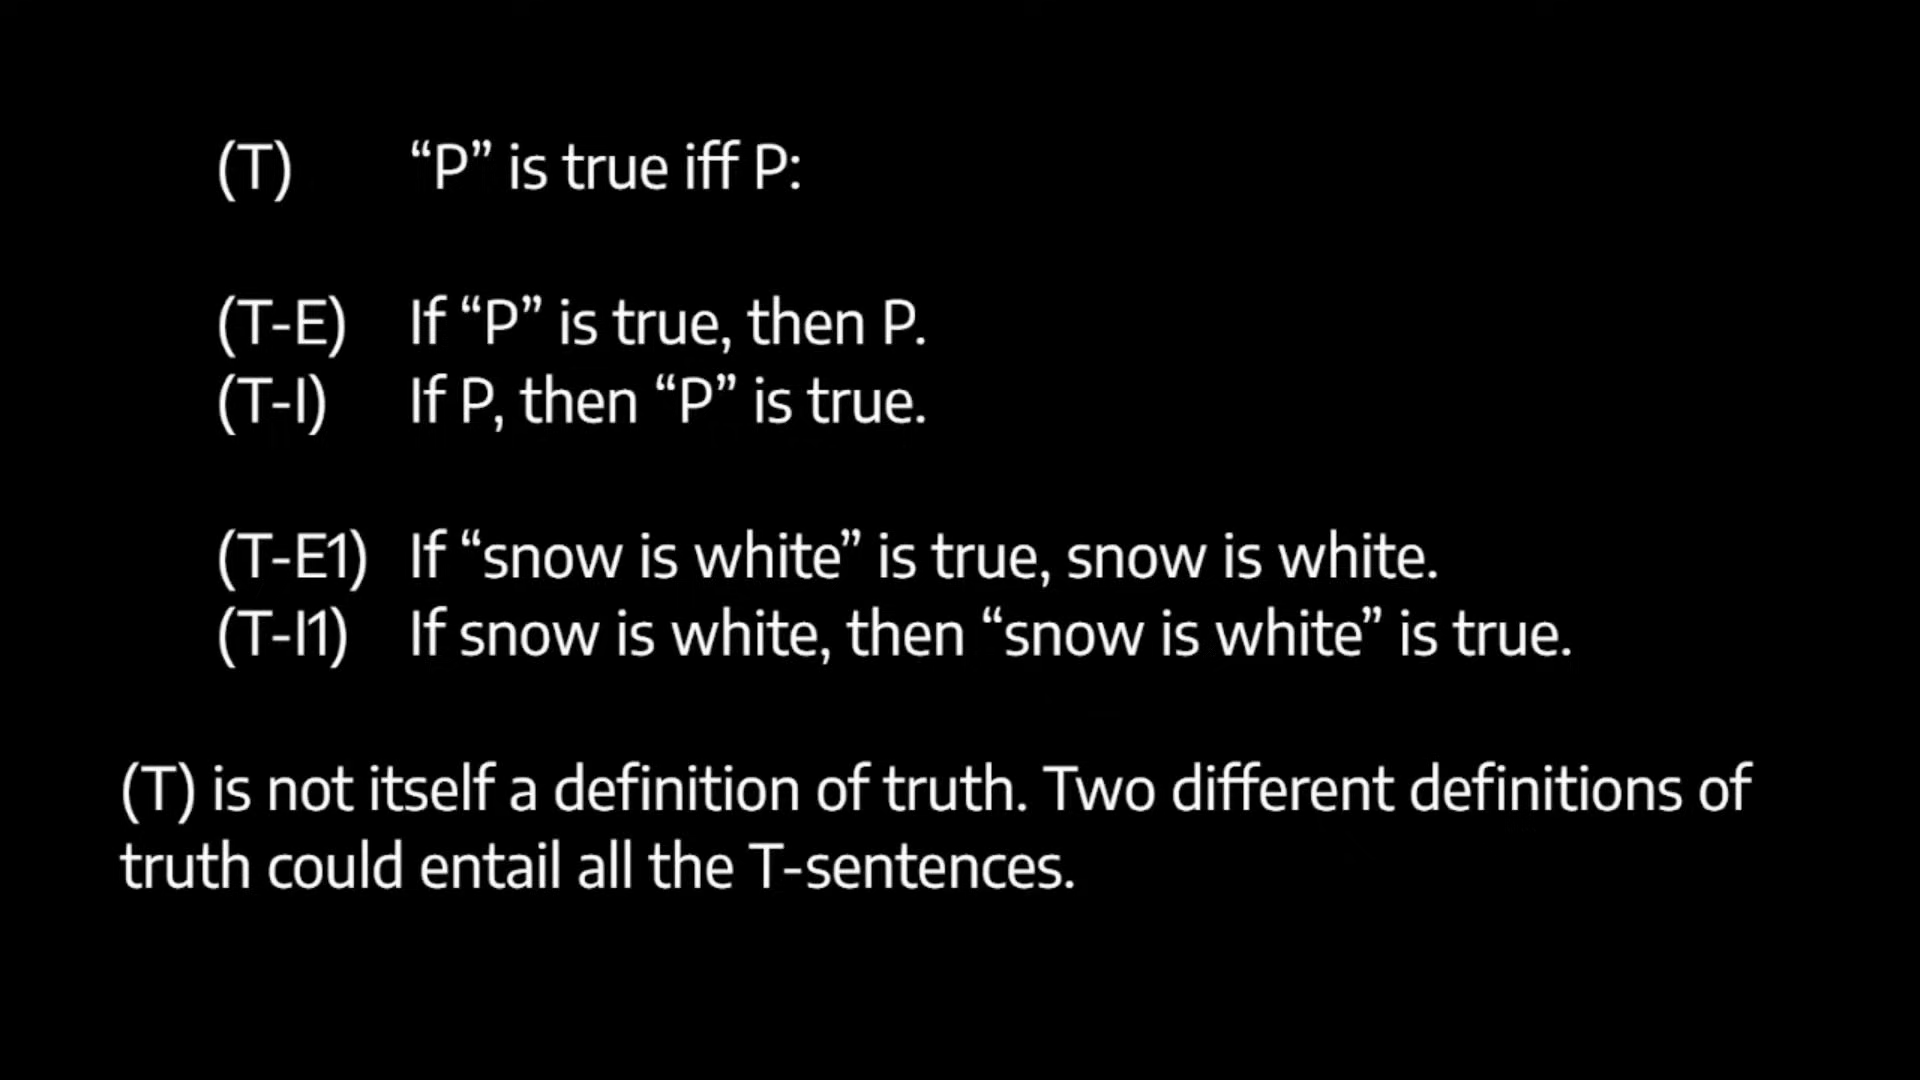 (T) “P” is true iff P:
(T-E) If “P” is true, then P.
(T-I) If P, then “P” is true.
(T-E1) If “snow is white” is true, snow is white.
(T-I1) If snow is white, then “snow is white” is true.
(T) is not itself a definition of truth. Two different definitions of
truth could entail all the T-sentences.